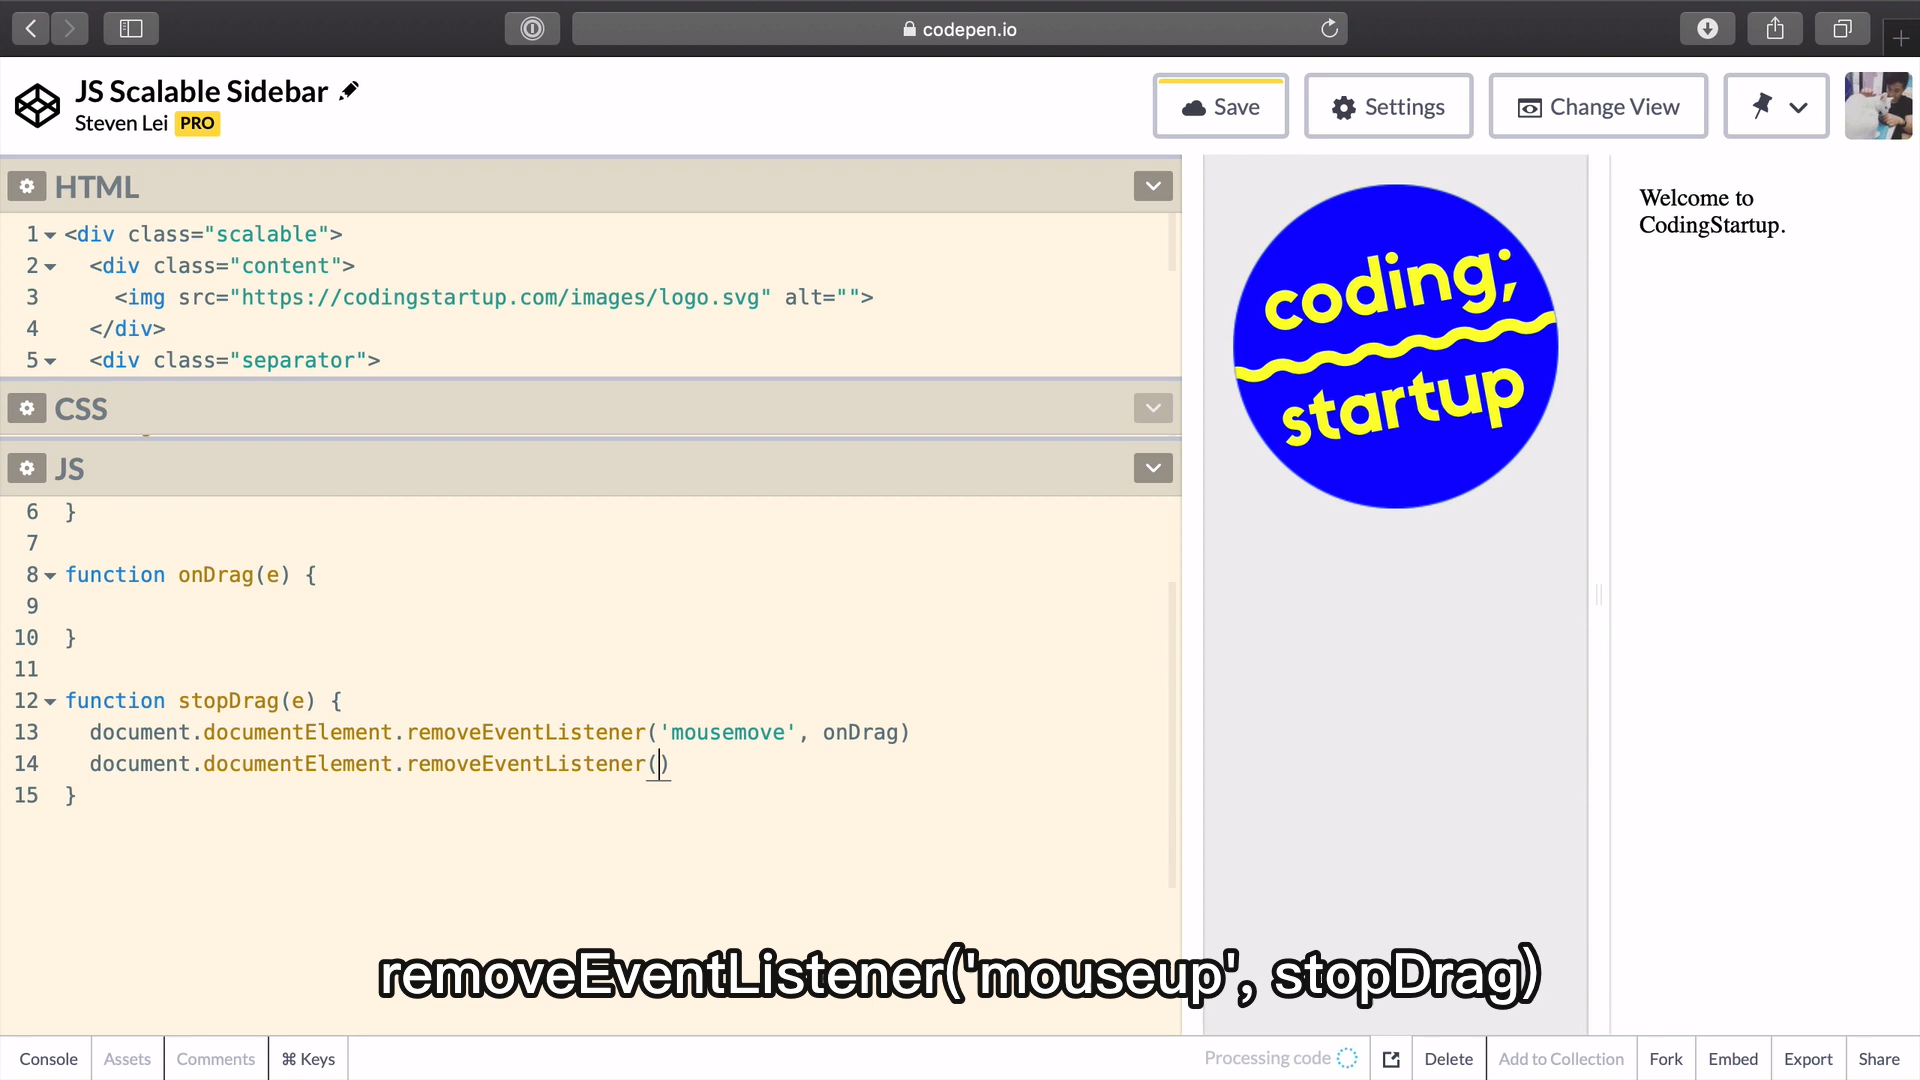 codepen.io
JS Scalable Sidebar
Steven Lei PRO
Save
Settings
Change View
HTML
1 <div class="scalable">
2 <div class="content">
3 <img src="https://codingstartup.com/images/logo.svg" alt="">
4 </div>
5 <div class="separator">
CSS
JS
6 }
7
8 function onDrag(e) {
9
10 }
11
12 function stopDrag(e) {
13 document.documentElement.removeEventListener('mousemove', onDrag)
14 document.documentElement.removeEventListener()
15 }
coding;
startup
Welcome to
CodingStartup.
removeEventListener('mouseup', stopDrag)
Console
Assets
Comments
⌘ Keys
Processing code
Delete
Add to Collection
Fork
Embed
Export
Share